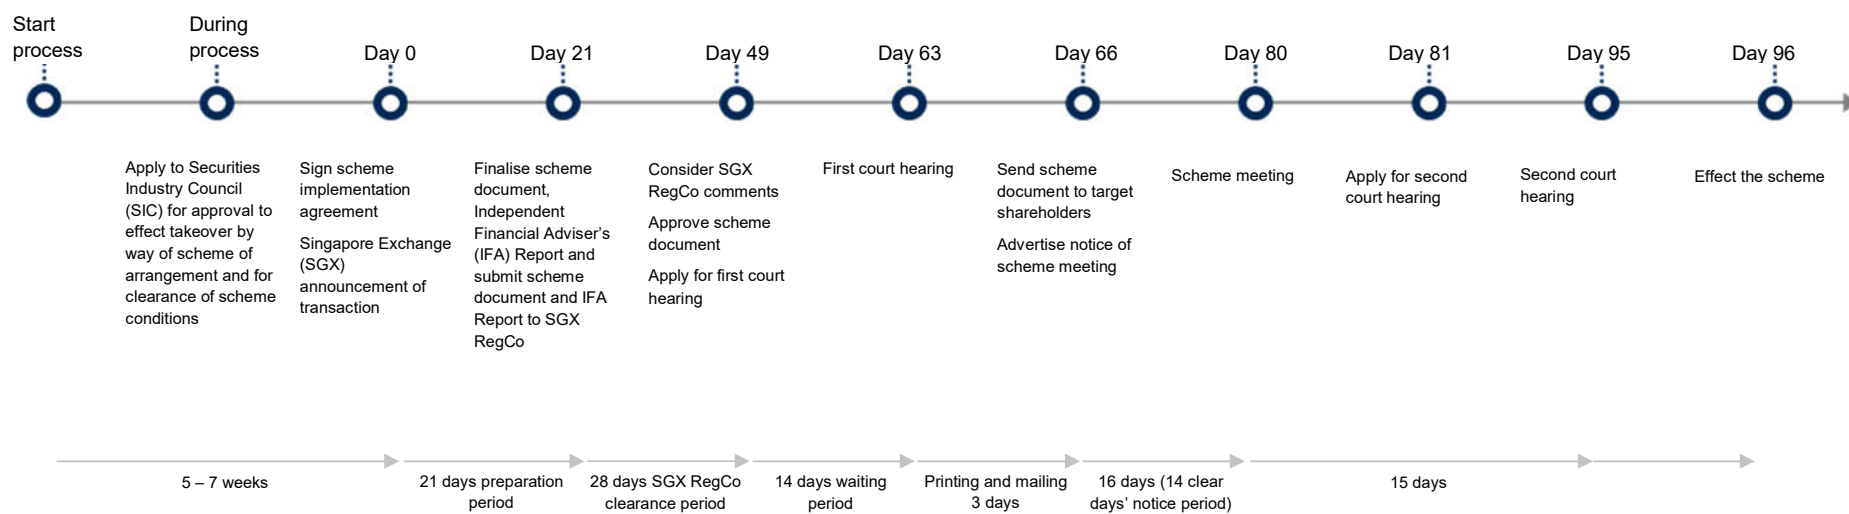 Start
process
During
process
Day 0
Day 21
Day 49
Day 63
Day 66
Day 80
Day 81
Day 95
Day 96
Apply to Securities
Industry Council
(SIC) for approval to
effect takeover by
way of scheme of
arrangement and for
clearance of scheme
conditions
Sign scheme
implementation
agreement
Singapore Exchange
(SGX)
announcement of
transaction
Finalise scheme
document,
Independent
Financial Adviser’s
(IFA) Report and
submit scheme
document and IFA
Report to SGX
RegCo
Consider SGX
RegCo comments
Approve scheme
document
Apply for first court
hearing
First court hearing
Send scheme
document to target
shareholders
Advertise notice of
scheme meeting
Scheme meeting
Apply for second
court hearing
Second court
hearing
Effect the scheme
5 – 7 weeks
21 days preparation
period
28 days SGX RegCo
clearance period
14 days waiting
period
Printing and mailing
3 days
16 days (14 clear
days’ notice period)
15 days